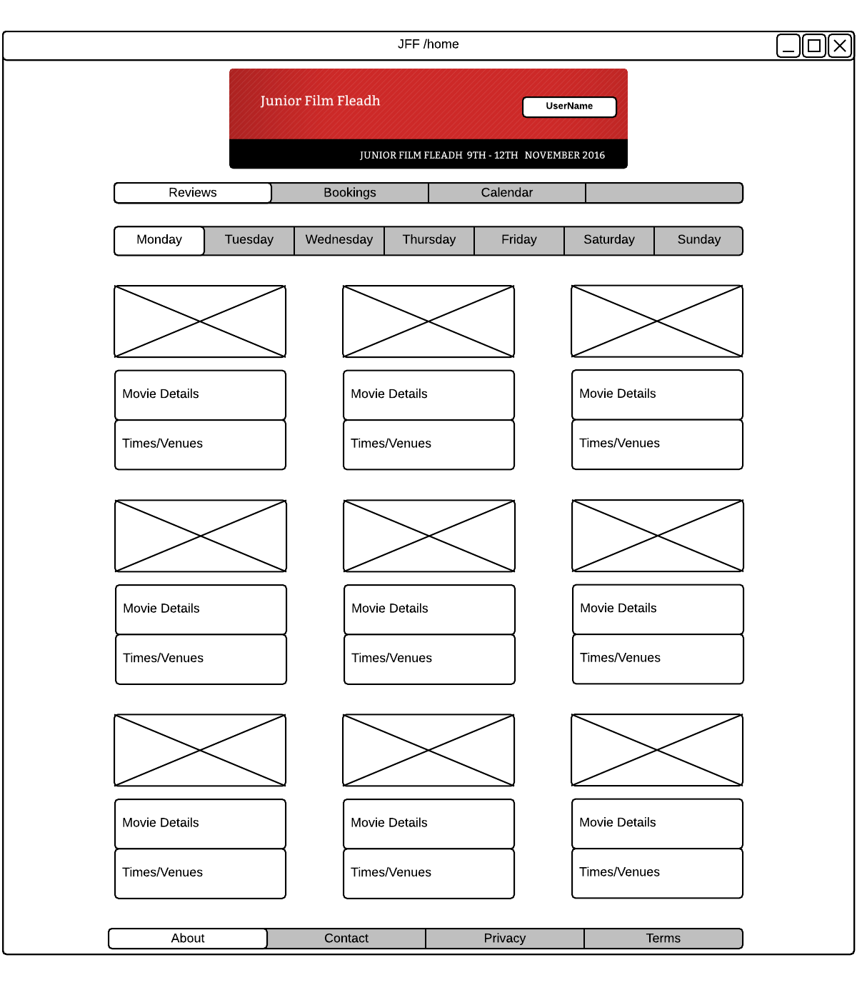 JFF /home
Junior Film Fleadh
UserName
JUNIOR FILM FLEADH 9TH - 12TH NOVEMBER 2016
Reviews Bookings Calendar
Monday Tuesday Wednesday Thursday Friday Saturday Sunday
Movie Details Movie Details Movie Details
Times/Venues Times/Venues Times/Venues
Movie Details Movie Details Movie Details
Times/Venues Times/Venues Times/Venues
Movie Details Movie Details Movie Details
Times/Venues Times/Venues Times/Venues
About Contact Privacy Terms